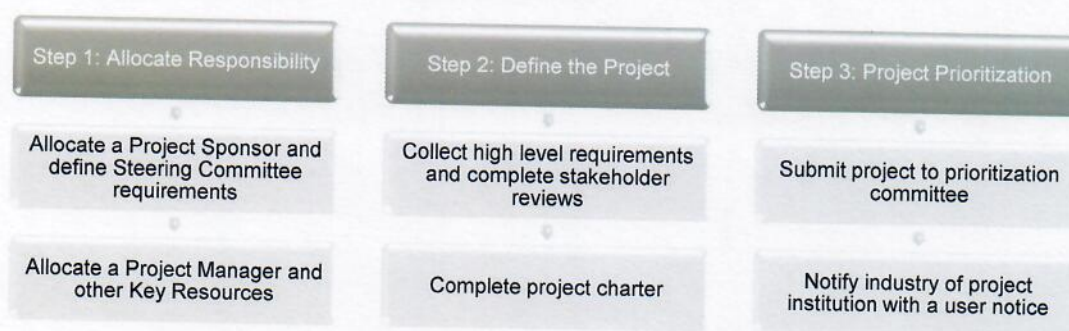 Step 1: Allocate Responsibility
Allocate a Project Sponsor and
define Steering Committee
requirements
Allocate a Project Manager and
other Key Resources
Step 2: Define the Project
Collect high level requirements
and complete stakeholder
reviews
Complete project charter
Step 3: Project Prioritization
Submit project to prioritization
committee
Notify industry of project
institution with a user notice